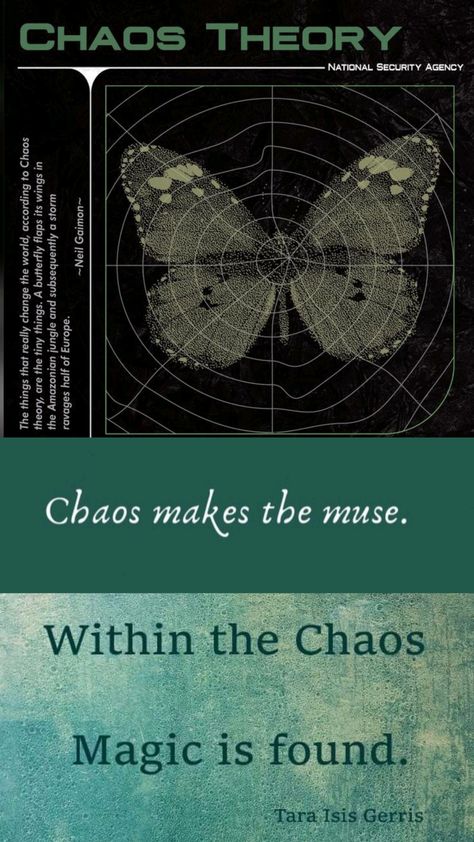 CHAOS THEORY
NATIONAL SECURITY AGENCY
The things that really change the world, according to Chaos
theory, are the tiny things. A butterfly flaps its wings in
the Amazonian jungle and subsequently a storm
ravages half of Europe.
~Neil Gaiman~
Chaos makes the muse.
Within the Chaos
Magic is found.
Tara Isis Gerris